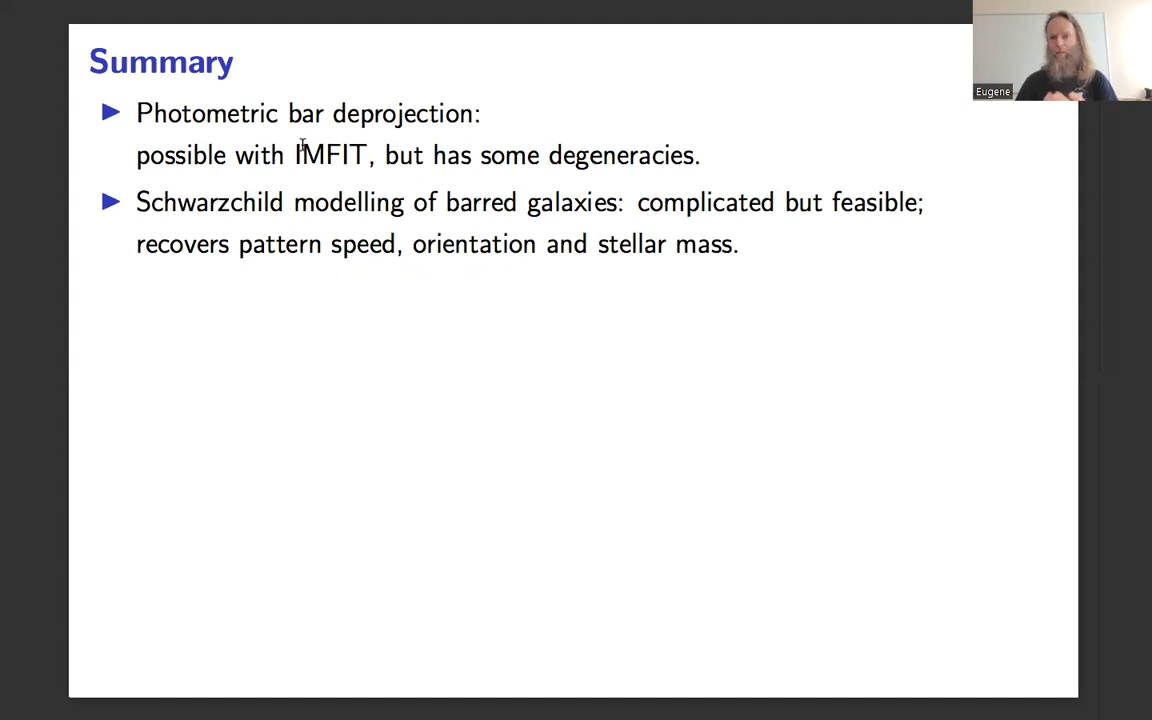 Summary
Eugene
▶ Photometric bar deprojection:
possible with IMFIT, but has some degeneracies.
▶ Schwarzchild modelling of barred galaxies: complicated but feasible;
recovers pattern speed, orientation and stellar mass.